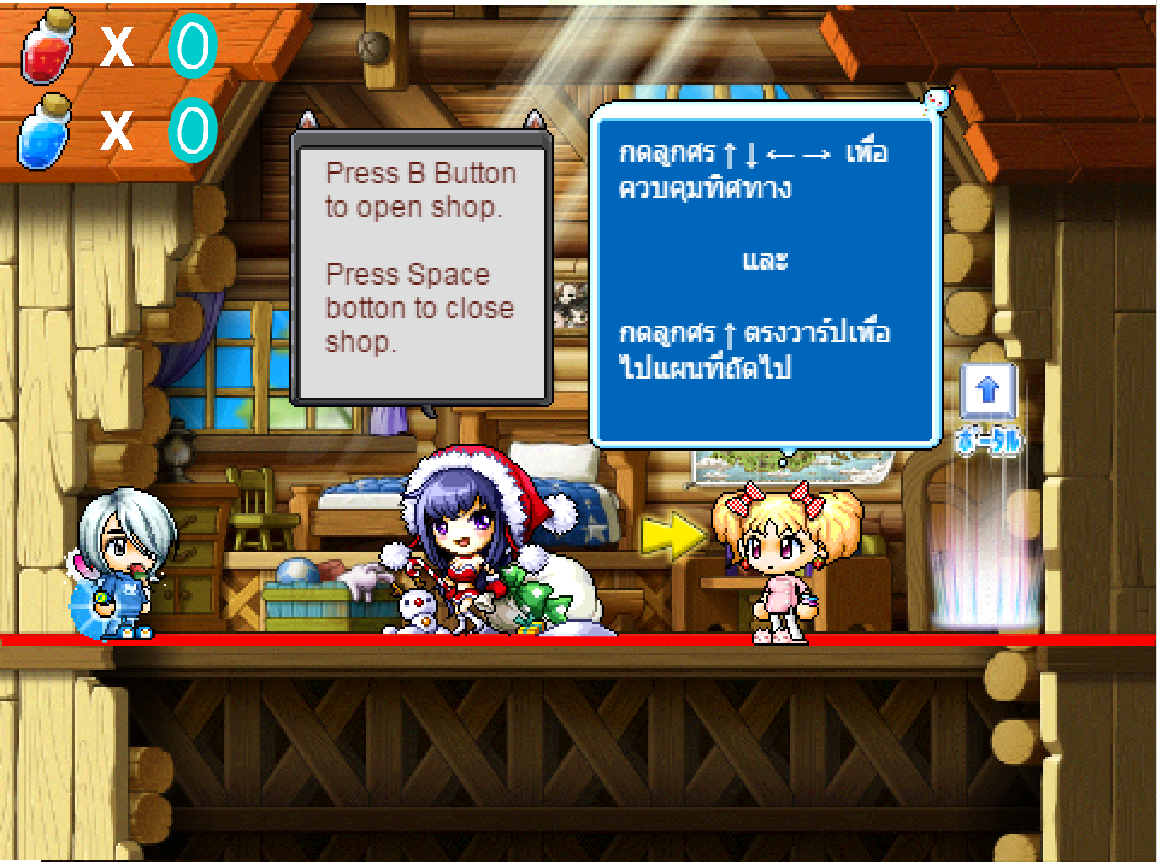 X 0
X 0
Press B Button
to open shop.
Press Space
botton to close
shop.
กดลูกศร ↑ ↓ ← → เพื่อ
ควบคุมทิศทาง
และ
กดลูกศร ↑ ตรงวาร์ปเพื่อ
ไปแผนที่ถัดไป
ポータル